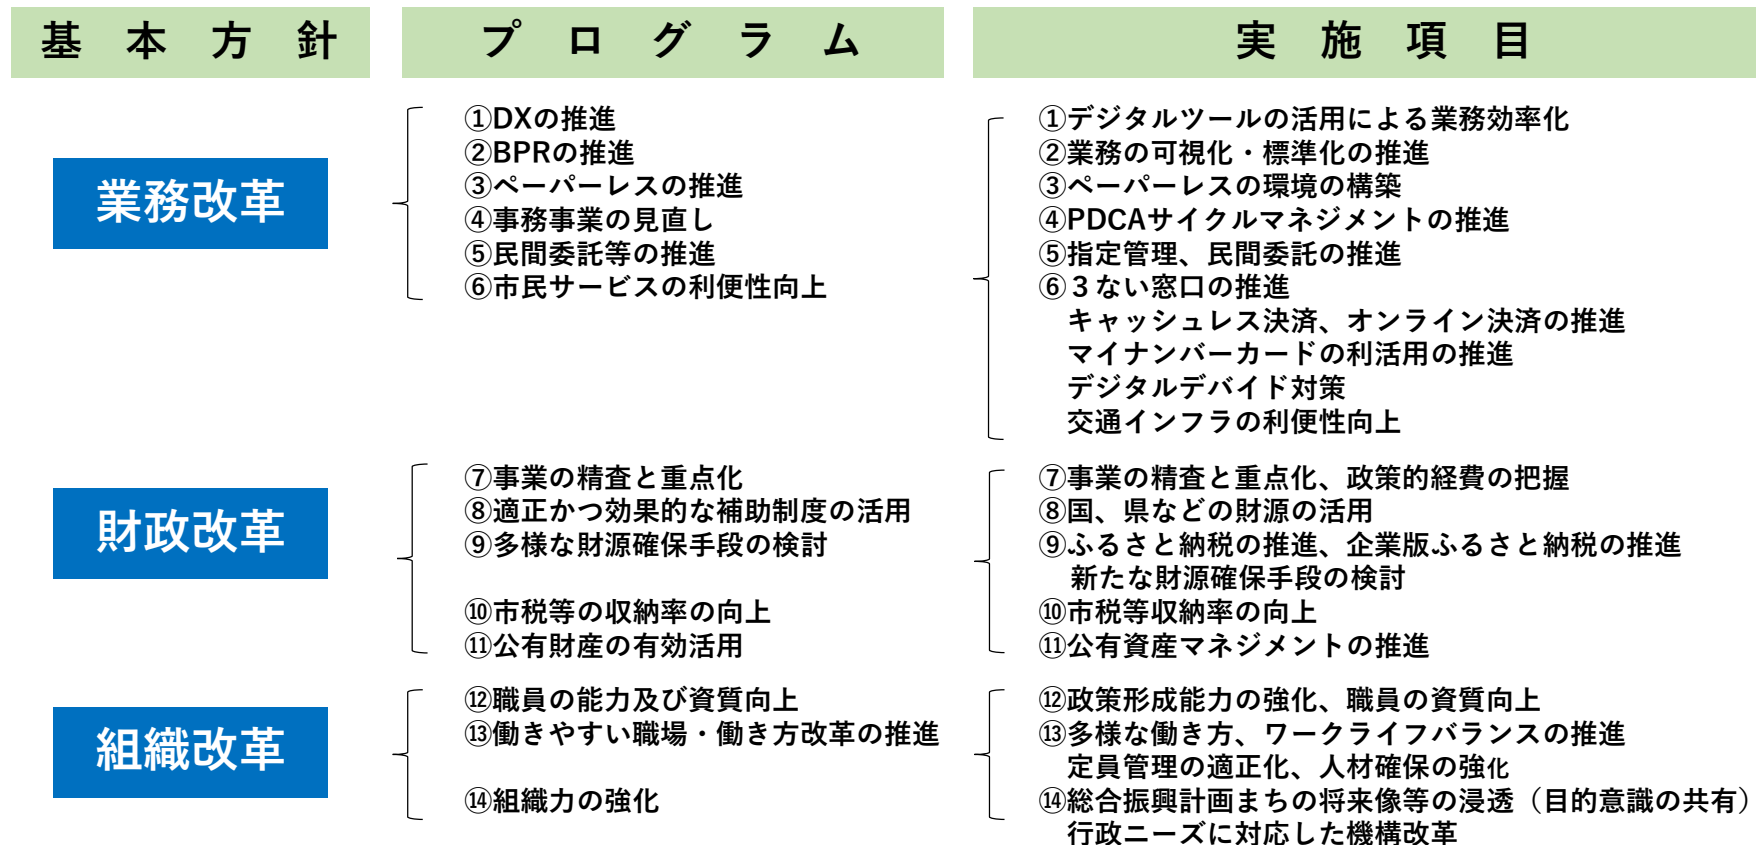 基本方針
プログラム
実施項目
業務改革
①DXの推進
②BPRの推進
③ペーパーレスの推進
④事務事業の見直し
⑤民間委託等の推進
⑥市民サービスの利便性向上
①デジタルツールの活用による業務効率化
②業務の可視化・標準化の推進
③ペーパーレスの環境の構築
④PDCAサイクルマネジメントの推進
⑤指定管理、民間委託の推進
⑥３ない窓口の推進
キャッシュレス決済、オンライン決済の推進
マイナンバーカードの利活用の推進
デジタルデバイド対策
交通インフラの利便性向上
財政改革
⑦事業の精査と重点化
⑧適正かつ効果的な補助制度の活用
⑨多様な財源確保手段の検討
⑩市税等の収納率の向上
⑪公有財産の有効活用
⑦事業の精査と重点化、政策的経費の把握
⑧国、県などの財源の活用
⑨ふるさと納税の推進、企業版ふるさと納税の推進
新たな財源確保手段の検討
⑩市税等収納率の向上
⑪公有資産マネジメントの推進
組織改革
⑫職員の能力及び資質向上
⑬働きやすい職場・働き方改革の推進
⑭組織力の強化
⑫政策形成能力の強化、職員の資質向上
⑬多様な働き方、ワークライフバランスの推進
定員管理の適正化、人材確保の強化
⑭総合振興計画まちの将来像等の浸透（目的意識の共有）
行政ニーズに対応した機構改革